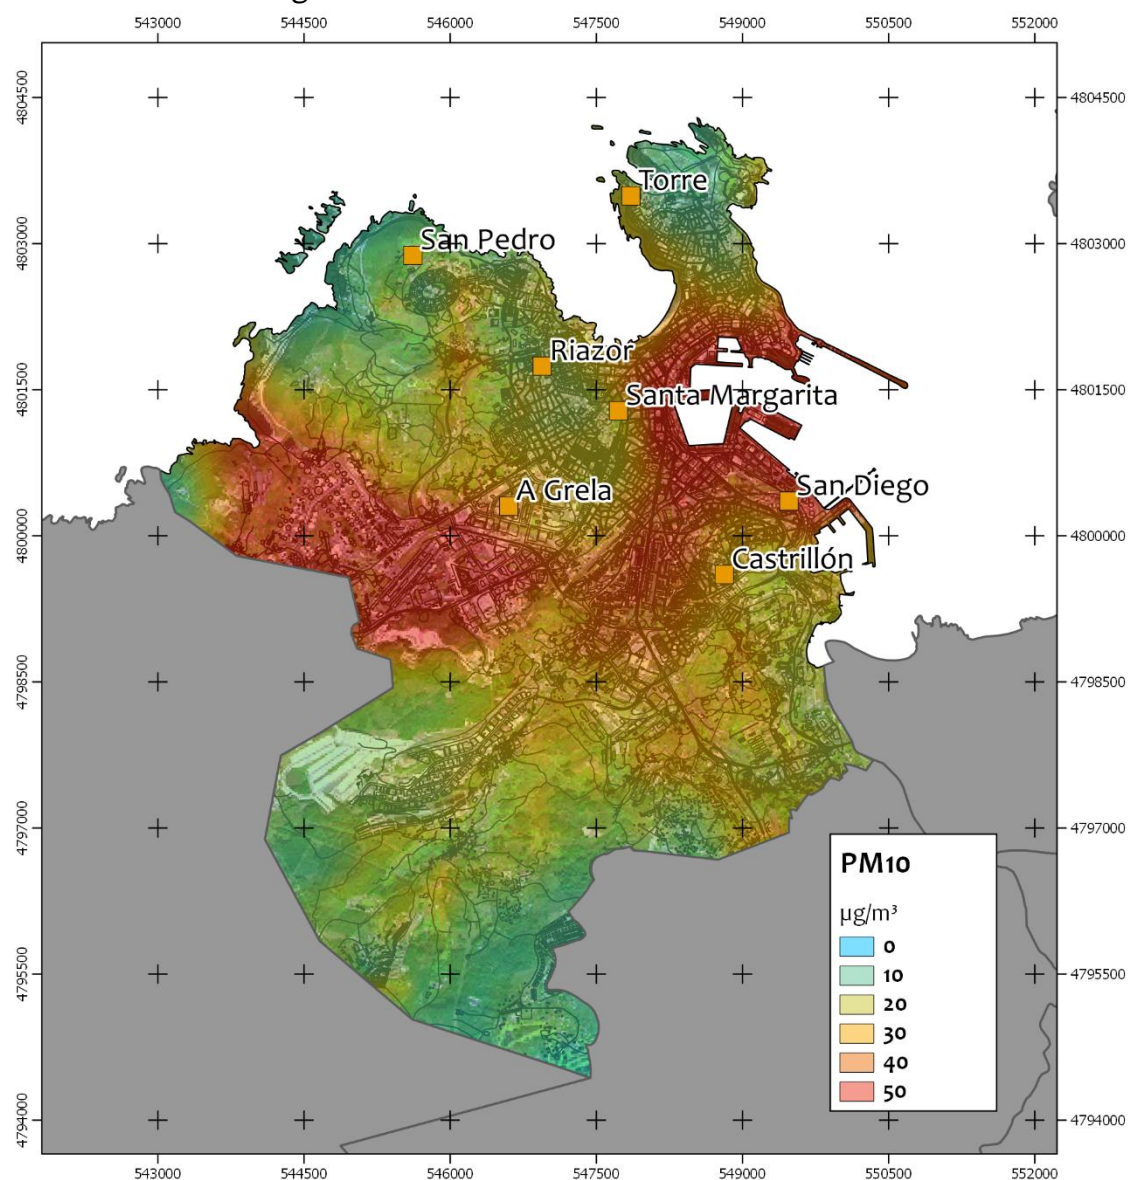 543000 544500 546000 547500 549000 550500 552000
4804500 4804500
Torre
4803000 San Pedro 4803000
Riazor
4801500 Santa Margarita 4801500
A Grela San Diego
4800000 4800000
Castrillón
4798500 4798500
4797000 4797000
PM10
µg/m³
0
10
4795500 4795500
20
30
40
50
4794000 4794000
543000 544500 546000 547500 549000 550500 552000